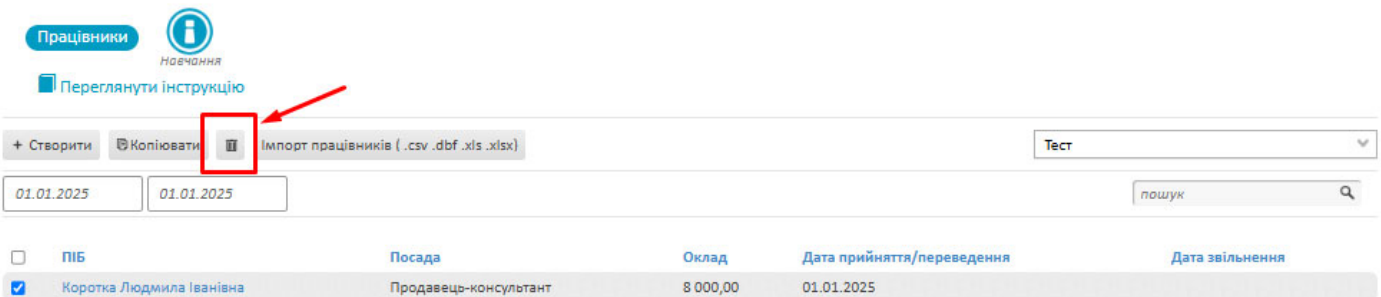 Працівники
Навчання
Переглянути інструкцію
+ Створити Копіювати Імпорт працівників ( .csv .dbf .xls .xlsx) Тест
01.01.2025 01.01.2025 пошук
ПІБ Посада Оклад Дата прийняття/переведення Дата звільнення
Коротка Людмила Іванівна Продавець-консультант 8 000,00 01.01.2025